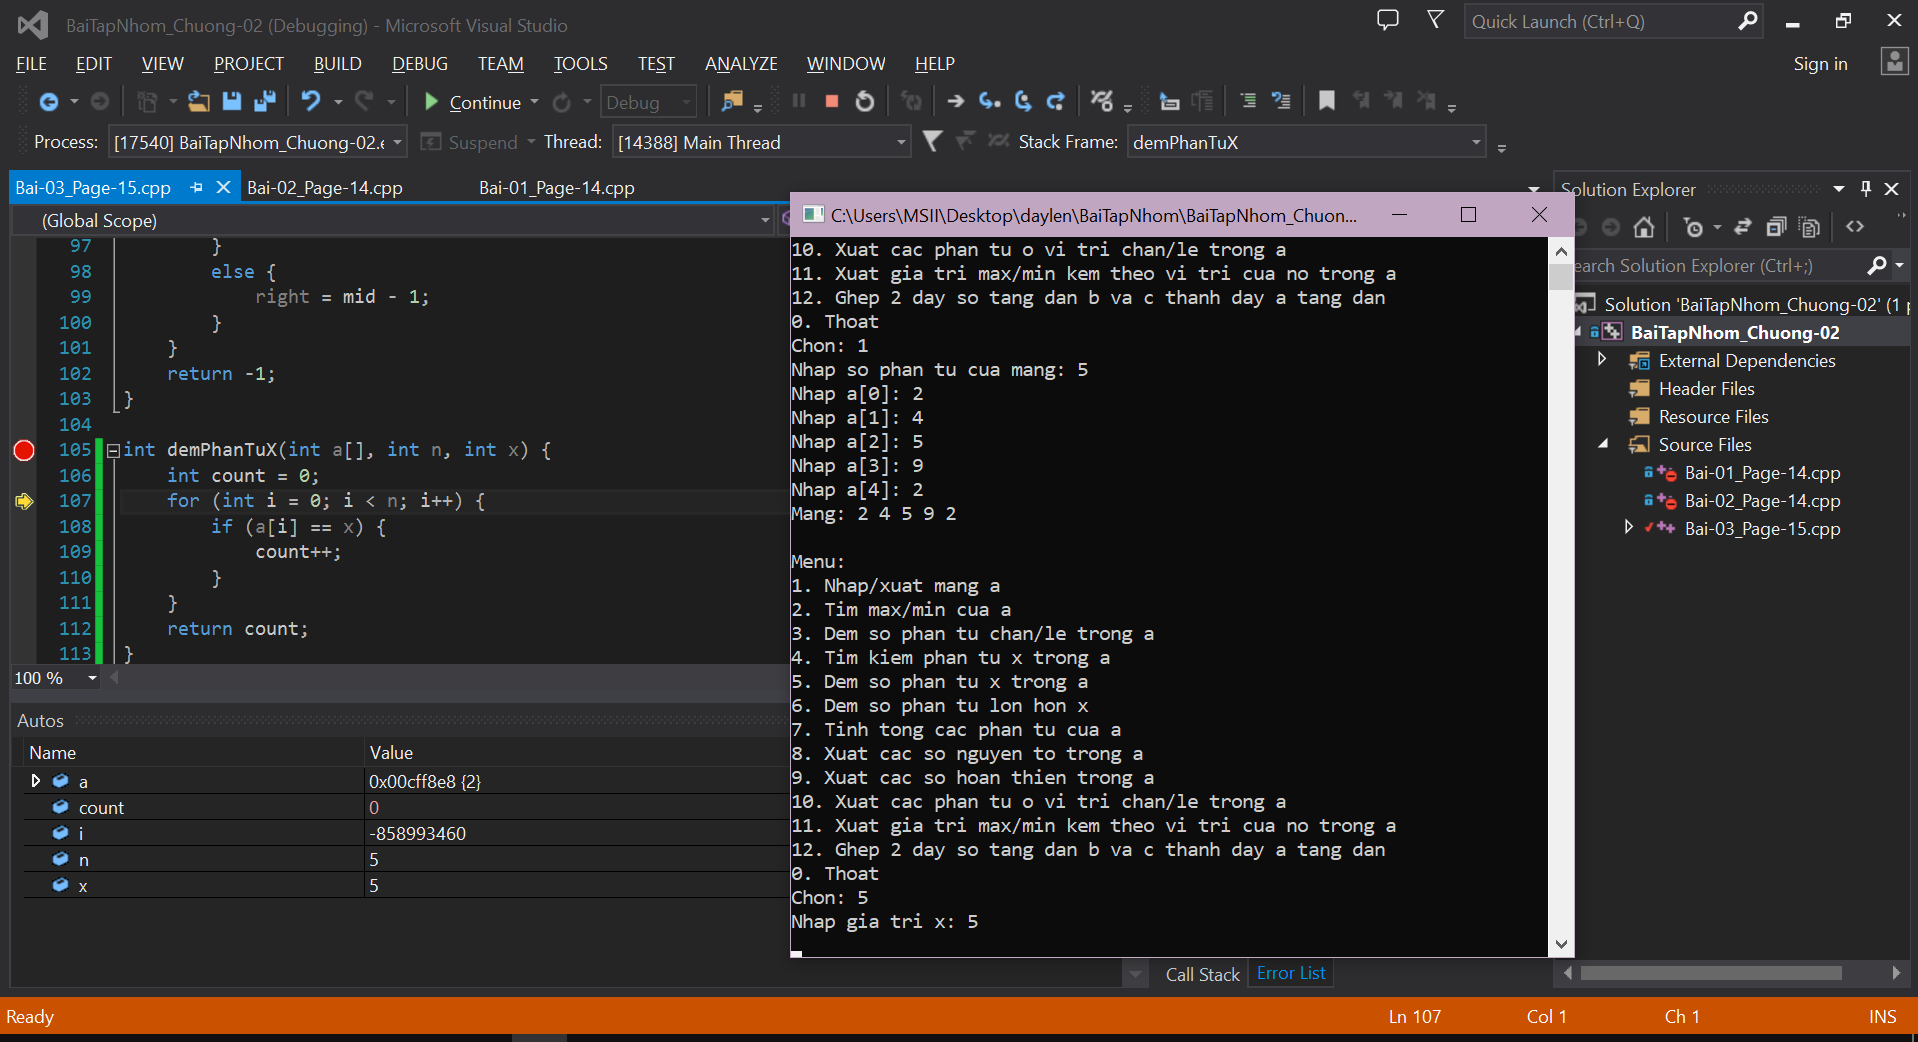 BaiTapNhom_Chuong-02 (Debugging) - Microsoft Visual Studio
Quick Launch (Ctrl+Q)
FILE EDIT VIEW PROJECT BUILD DEBUG TEAM TOOLS TEST ANALYZE WINDOW HELP
Sign in
Continue Debug
Process: [17540] BaiTapNhom_Chuong-02.e Suspend Thread: [14388] Main Thread Stack Frame: demPhanTuX
Bai-03_Page-15.cpp Bai-02_Page-14.cpp Bai-01_Page-14.cpp
(Global Scope)
97 }
98 else {
99 right = mid - 1;
100 }
101 }
102 return -1;
103 }
104
105 int demPhanTuX(int a[], int n, int x) {
106 int count = 0;
107 for (int i = 0; i < n; i++) {
108 if (a[i] == x) {
109 count++;
110 }
111 }
112 return count;
113 }
100 %
Autos
Name Value
a 0x00cff8e8 {2}
count 0
i -858993460
n 5
x 5
C:\Users\MSII\Desktop\daylen\BaiTapNhom\BaiTapNhom_Chuon...
10. Xuat cac phan tu o vi tri chan/le trong a
11. Xuat gia tri max/min kem theo vi tri cua no trong a
12. Ghep 2 day so tang dan b va c thanh day a tang dan
0. Thoat
Chon: 1
Nhap so phan tu cua mang: 5
Nhap a[0]: 2
Nhap a[1]: 4
Nhap a[2]: 5
Nhap a[3]: 9
Nhap a[4]: 2
Mang: 2 4 5 9 2
Menu:
1. Nhap/xuat mang a
2. Tim max/min cua a
3. Dem so phan tu chan/le trong a
4. Tim kiem phan tu x trong a
5. Dem so phan tu x trong a
6. Dem so phan tu lon hon x
7. Tinh tong cac phan tu cua a
8. Xuat cac so nguyen to trong a
9. Xuat cac so hoan thien trong a
10. Xuat cac phan tu o vi tri chan/le trong a
11. Xuat gia tri max/min kem theo vi tri cua no trong a
12. Ghep 2 day so tang dan b va c thanh day a tang dan
0. Thoat
Chon: 5
Nhap gia tri x: 5
Call Stack Error List
Solution Explorer
earch Solution Explorer (Ctrl+;)
Solution 'BaiTapNhom_Chuong-02' (1 p
BaiTapNhom_Chuong-02
External Dependencies
Header Files
Resource Files
Source Files
Bai-01_Page-14.cpp
Bai-02_Page-14.cpp
Bai-03_Page-15.cpp
Ready Ln 107 Col 1 Ch 1 INS